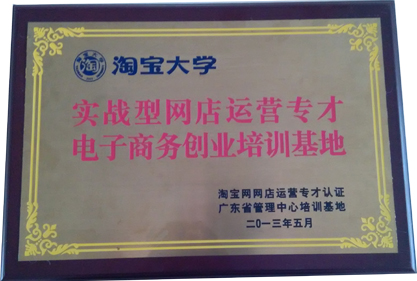 淘宝大学
实战型网店运营专才
电子商务创业培训基地
淘宝网网店运营专才认证
广东省管理中心培训基地
二0一三年五月